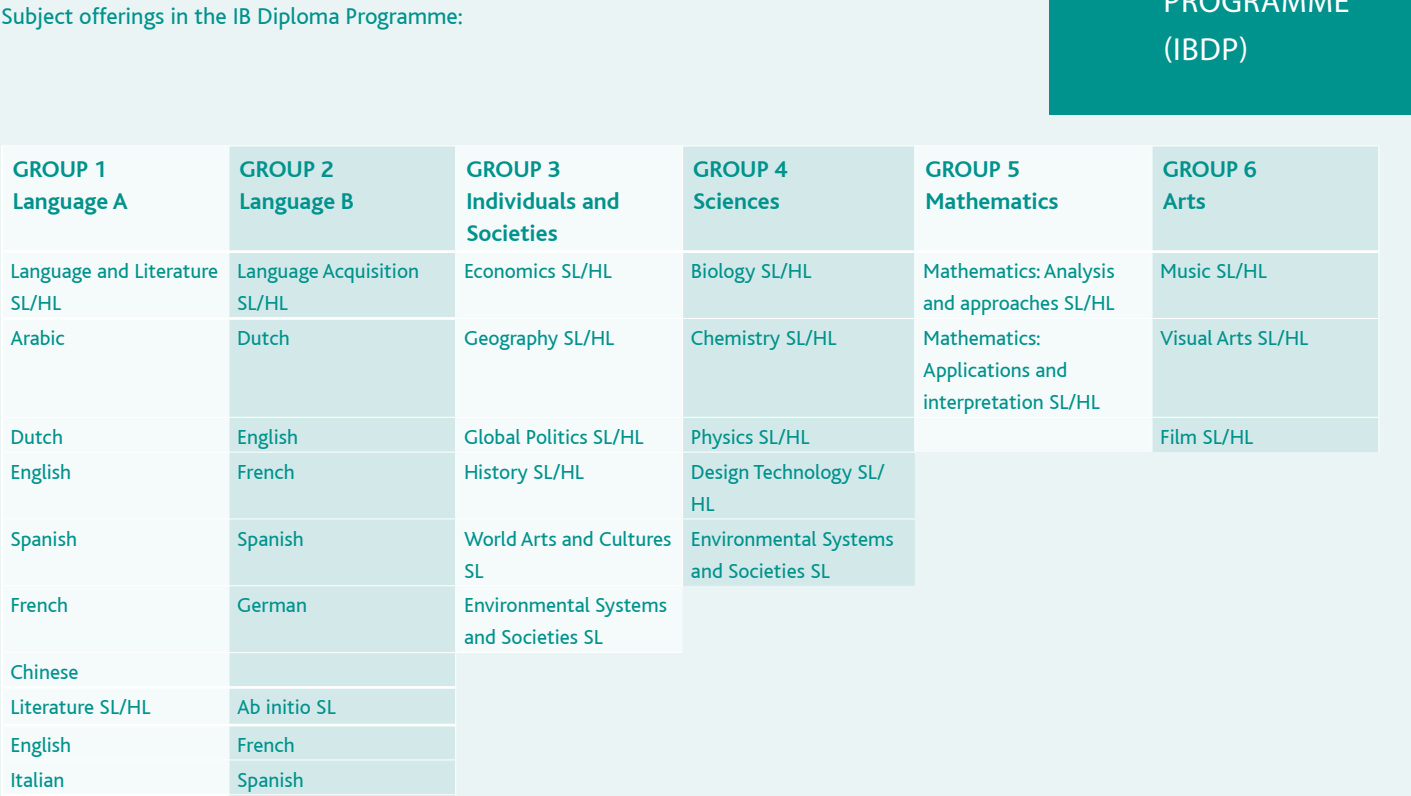 Subject offerings in the IB Diploma Programme:
PROGRAMME
(IBDP)
GROUP 1
Language A
GROUP 2
Language B
GROUP 3
Individuals and
Societies
GROUP 4
Sciences
GROUP 5
Mathematics
GROUP 6
Arts
Language and Literature
SL/HL
Language Acquisition
SL/HL
Economics SL/HL
Biology SL/HL
Mathematics: Analysis
and approaches SL/HL
Music SL/HL
Arabic
Dutch
Geography SL/HL
Chemistry SL/HL
Mathematics:
Applications and
interpretation SL/HL
Visual Arts SL/HL
Dutch
English
Global Politics SL/HL
Physics SL/HL
Film SL/HL
English
French
History SL/HL
Design Technology SL/
HL
Spanish
Spanish
World Arts and Cultures
SL
Environmental Systems
and Societies SL
French
German
Environmental Systems
and Societies SL
Chinese
Literature SL/HL
Ab initio SL
English
French
Italian
Spanish